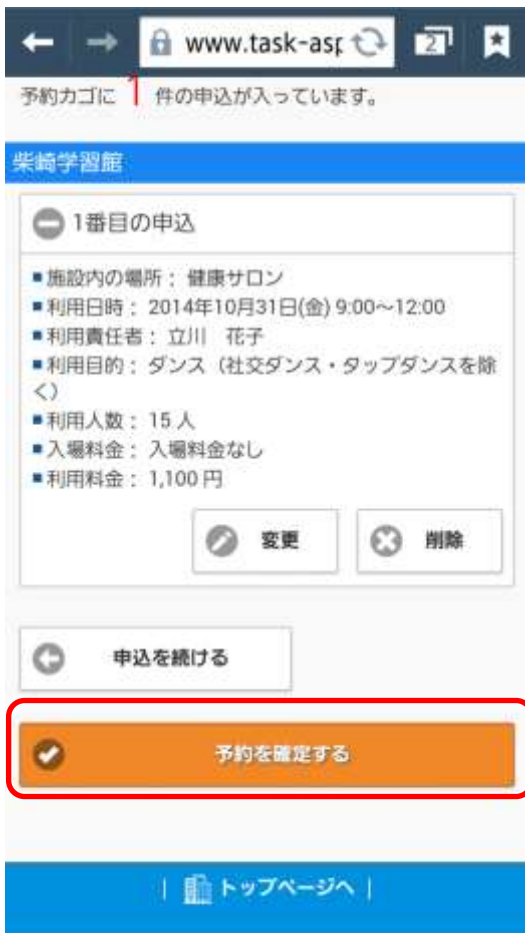 www.task-asp
2
予約カゴに 1 件の申込が入っています。
柴崎学習館
1番目の申込
施設内の場所： 健康サロン
利用日時： 2014年10月31日(金) 9:00～12:00
利用責任者： 立川　花子
利用目的： ダンス（社交ダンス・タップダンスを除
く）
利用人数： 15 人
入場料金： 入場料金なし
利用料金： 1,100 円
変更 削除
申込を続ける
予約を確定する
| トップページへ |